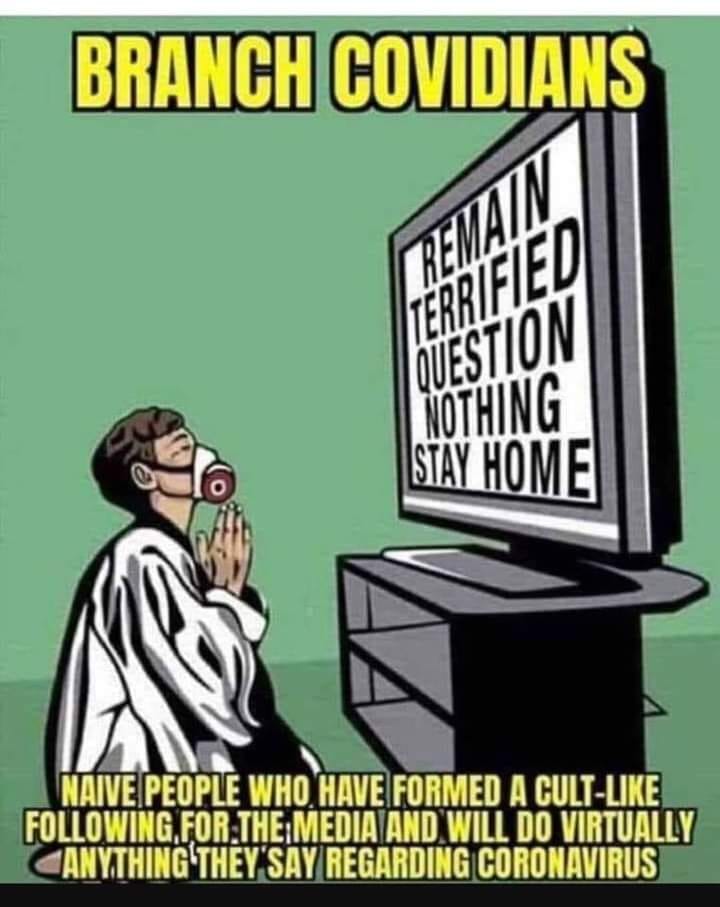 BRANCH COVIDIANS
REMAIN
TERRIFIED
QUESTION
NOTHING
STAY HOME
NAIVE PEOPLE WHO HAVE FORMED A CULT-LIKE
FOLLOWING FOR THE MEDIA AND WILL DO VIRTUALLY
ANYTHING THEY SAY REGARDING CORONAVIRUS